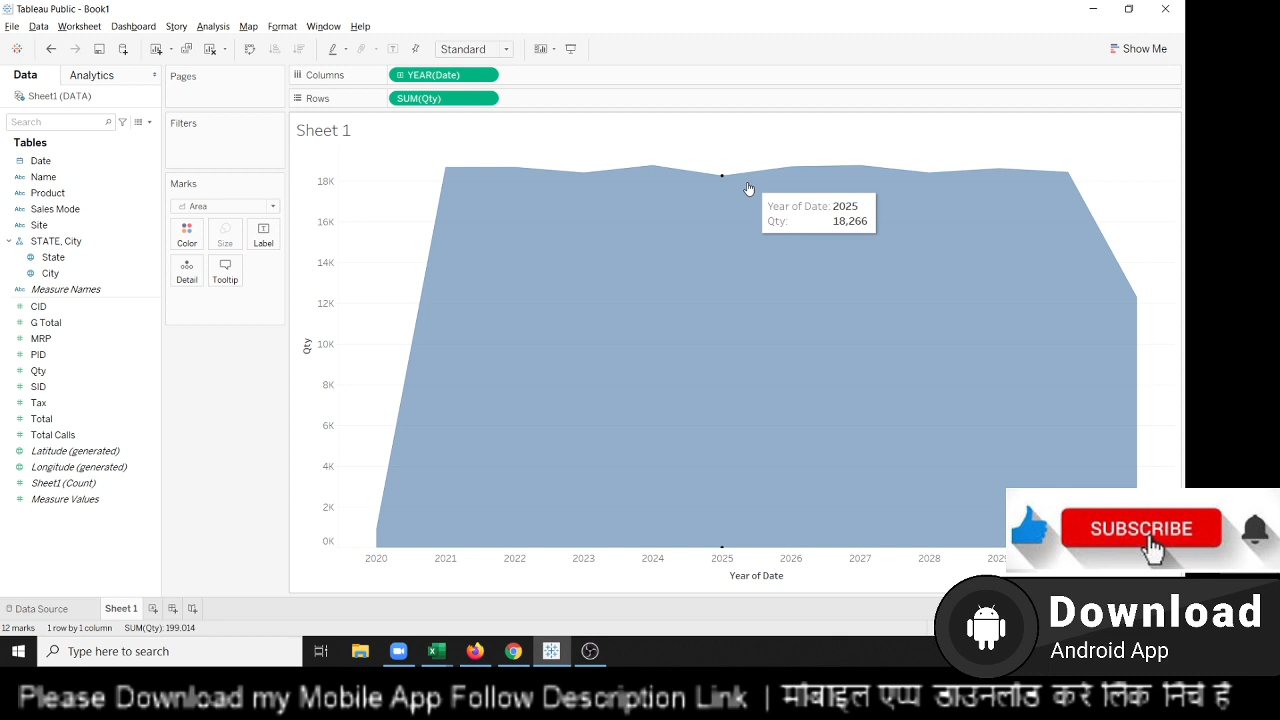 Tableau Public - Book1
File Data Worksheet Dashboard Story Analysis Map Format Window Help
Standard
Show Me
Data Analytics
Sheet1 (DATA)
Search
Tables
Date
Abc Name
Abc Product
Abc Sales Mode
Abc Site
STATE, City
State
City
Abc Measure Names
CID
G Total
MRP
PID
Qty
SID
Tax
Total
Total Calls
Latitude (generated)
Longitude (generated)
Sheet1 (Count)
Measure Values
Pages
Filters
Marks
Area
Color Size Label
Detail Tooltip
Columns YEAR(Date)
Rows SUM(Qty)
Sheet 1
18K
16K
14K
12K
10K
8K
6K
4K
2K
0K
Qty
Year of Date: 2025
Qty: 18,266
2020 2021 2022 2023 2024 2025 2026 2027 2028
Year of Date
SUBSCRIBE
Download
Android App
Data Source Sheet 1
12 marks 1 row by 1 column SUM(Qty): 199,014
Type here to search
Please Download my Mobile App Follow Description Link | मोबाइल एप्प डाउनलोड करे लिंक निचे है